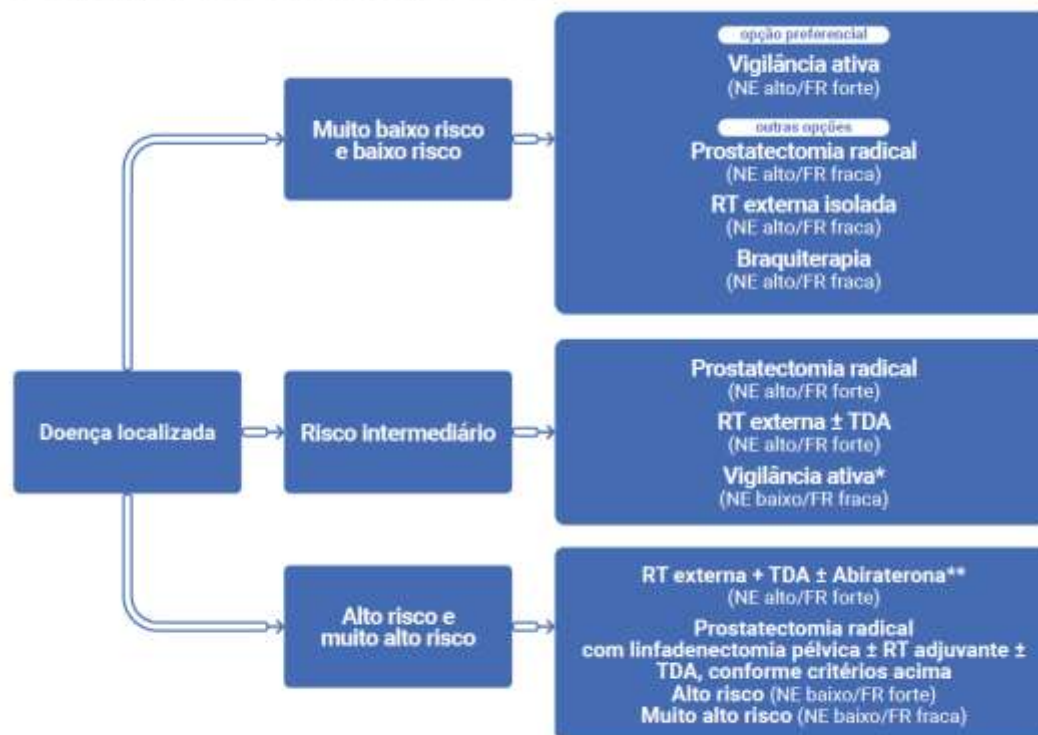 Doença localizada
Muito baixo risco
e baixo risco
opção preferencial
Vigilância ativa
(NE alto/FR forte)
outras opções
Prostatectomia radical
(NE alto/FR fraca)
RT externa isolada
(NE alto/FR fraca)
Braquiterapia
(NE alto/FR fraca)
Risco intermediário
Prostatectomia radical
(NE alto/FR forte)
RT externa ± TDA
(NE alto/FR forte)
Vigilância ativa*
(NE baixo/FR fraca)
Alto risco e
muito alto risco
RT externa + TDA ± Abiraterona**
(NE alto/FR forte)
Prostatectomia radical
com linfadenectomia pélvica ± RT adjuvante ±
TDA, conforme critérios acima
Alto risco (NE baixo/FR forte)
Muito alto risco (NE baixo/FR fraca)